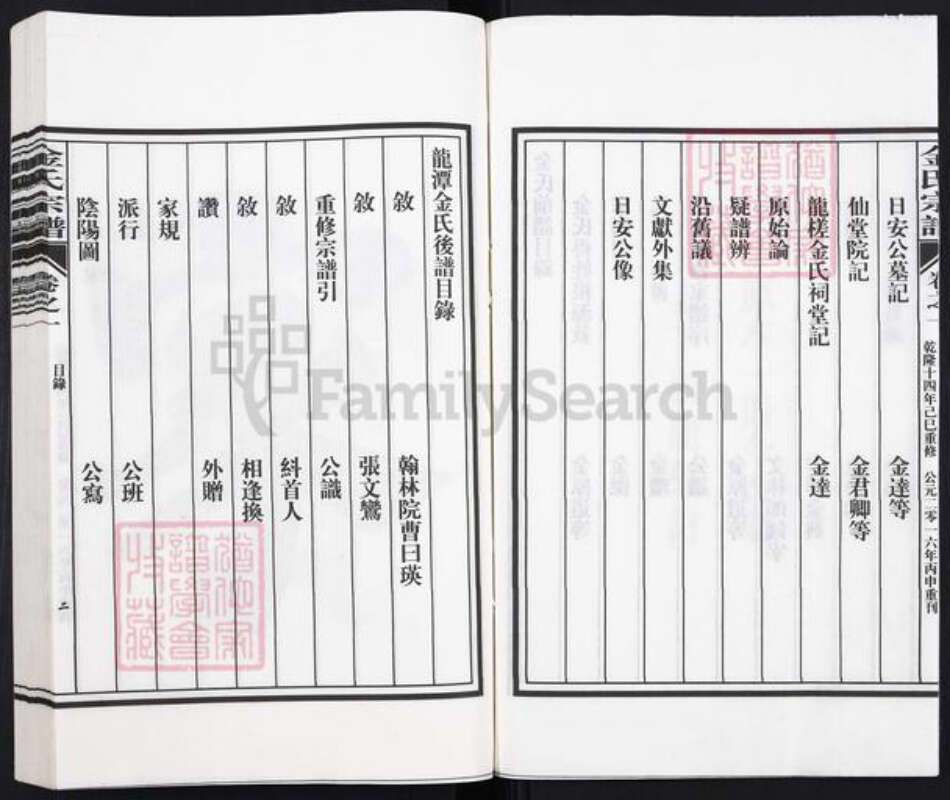 金氏宗譜 卷之一 乾隆十四年己巳重修 公元二零一六年丙申重刊
日安公墓記 金達等
仙堂院記 金君卿等
龍槎金氏祠堂記 金達
原始論
疑譜辨
沿舊議
文獻外集
日安公像
龍潭金氏後譜目錄
敘 翰林院曹曰瑛
敘 張文鸞
重修宗譜引 公識
敘 糾首人
敘 相逢換
讚 外贈
家規
派行 公班
陰陽圖 公寫
金氏宗譜 卷之一 目錄 二
FamilySearch